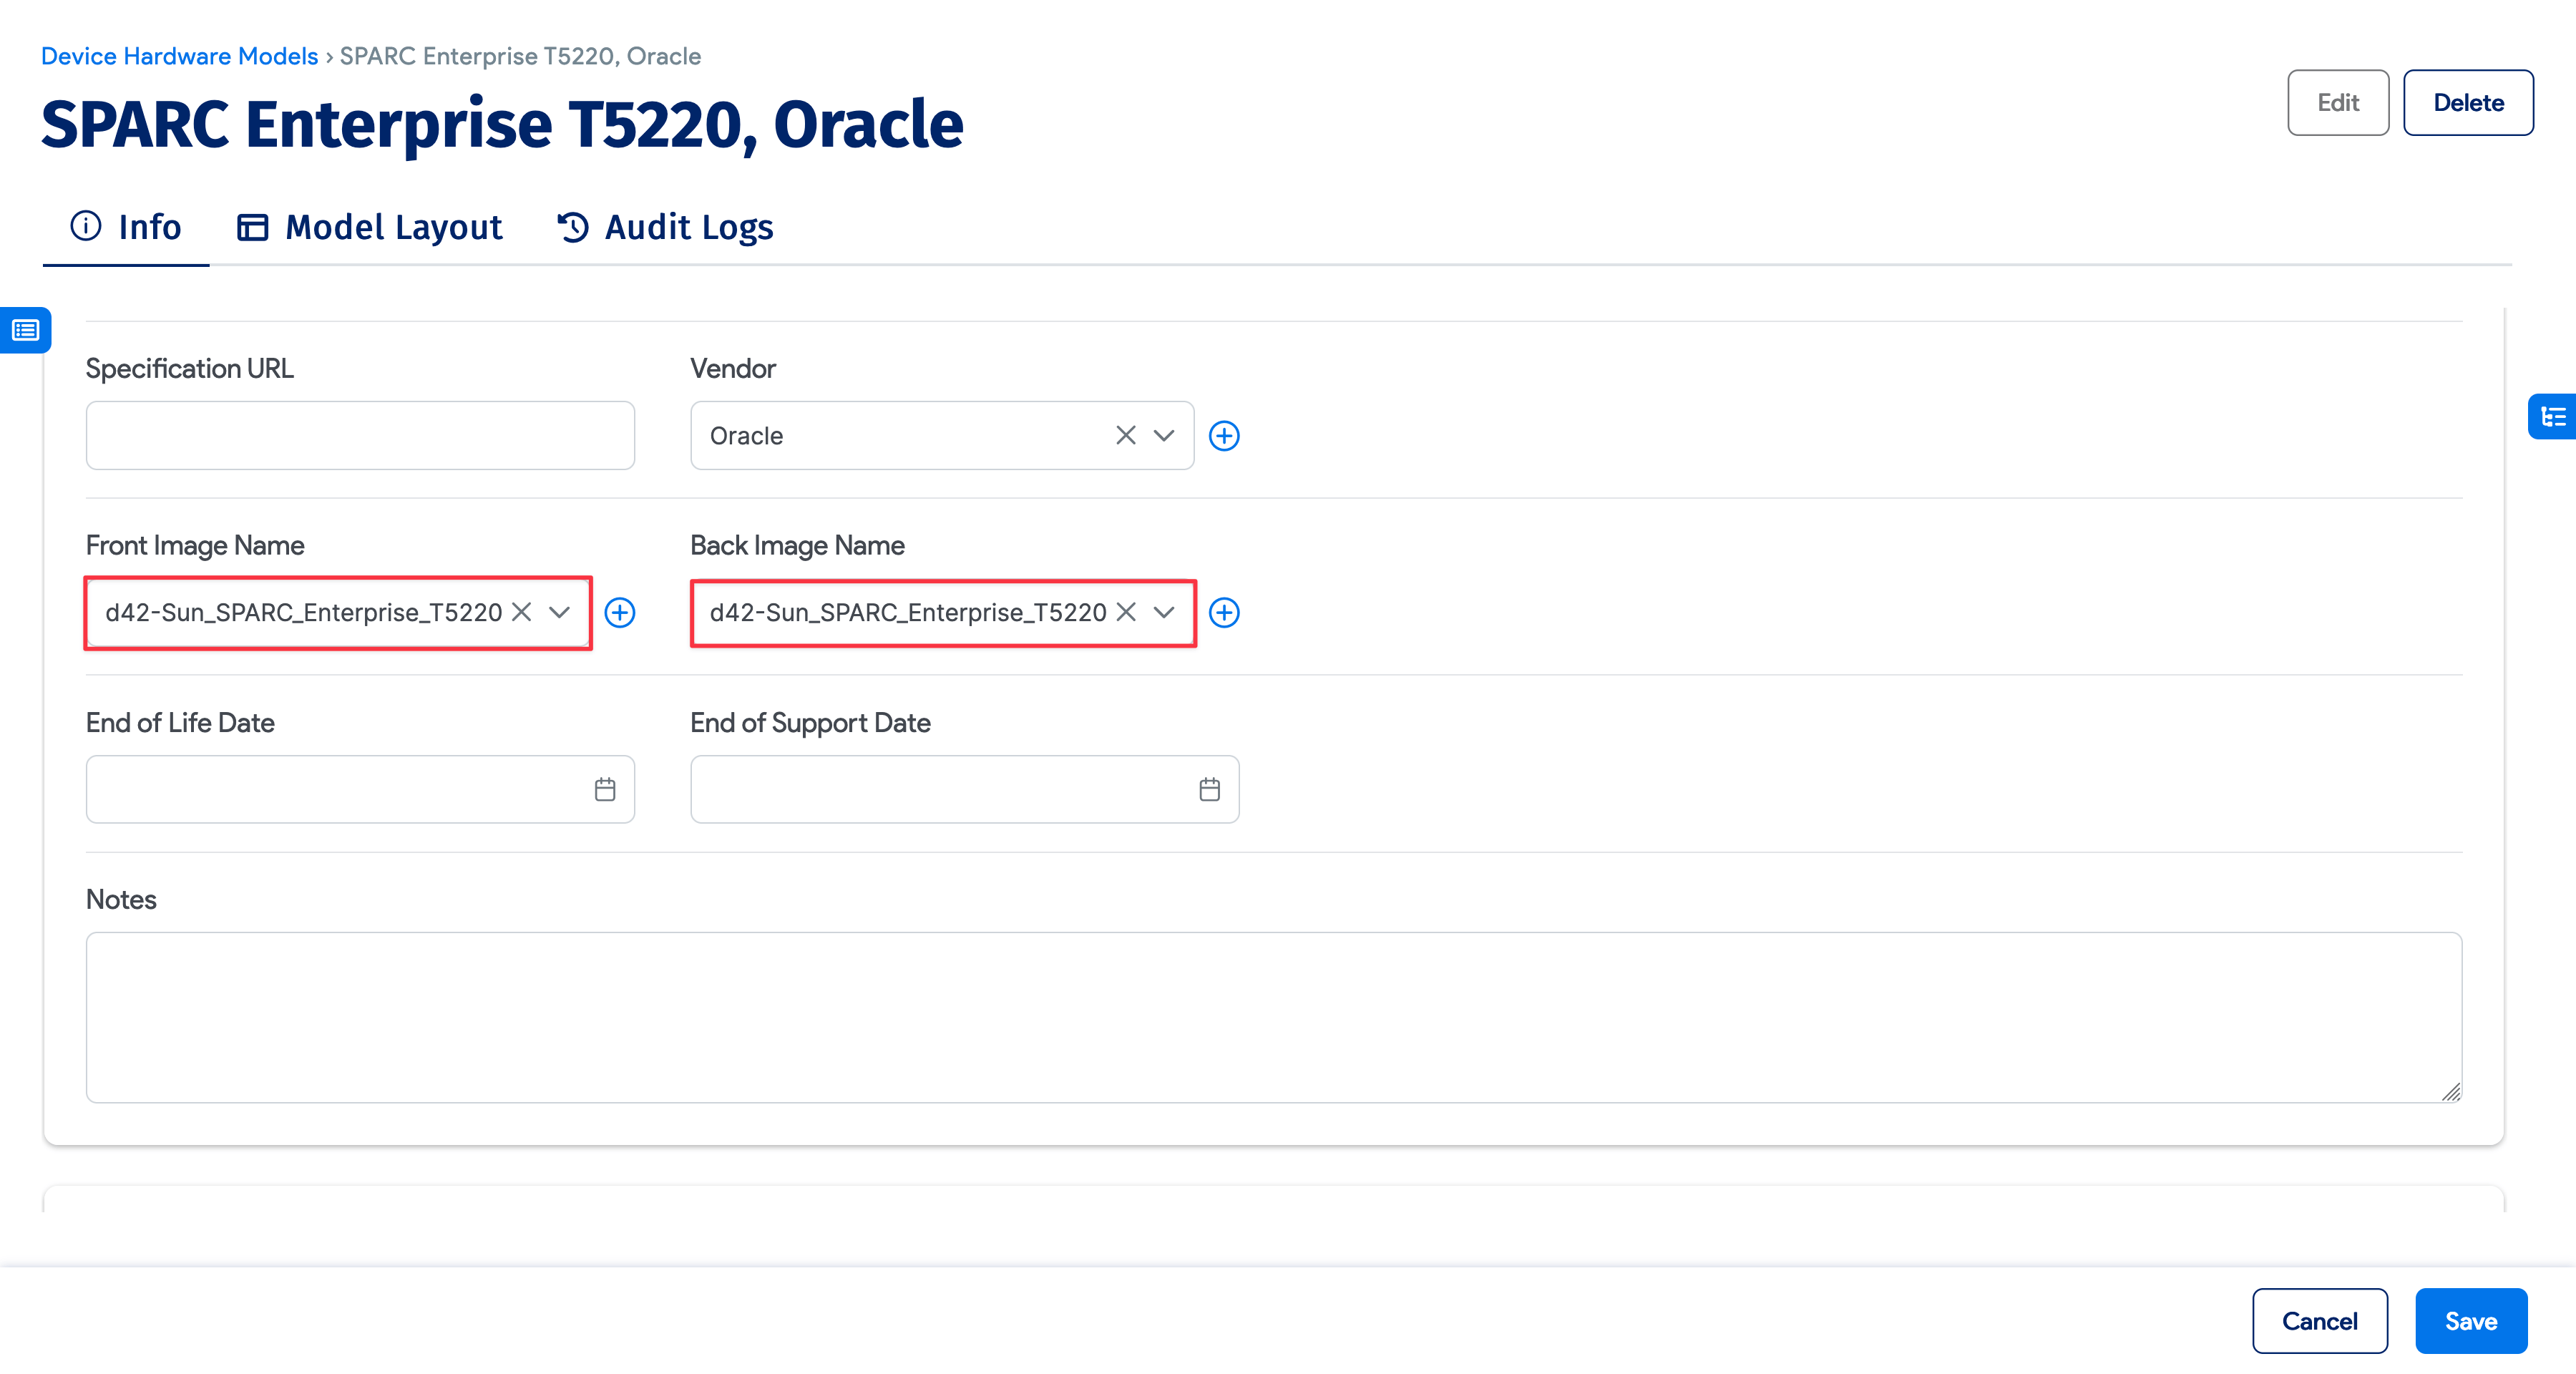 Device Hardware Models › SPARC Enterprise T5220, Oracle
SPARC Enterprise T5220, Oracle
Edit
Delete
Info
Model Layout
Audit Logs
Specification URL
Vendor
Oracle
Front Image Name
Back Image Name
d42-Sun_SPARC_Enterprise_T5220
d42-Sun_SPARC_Enterprise_T5220
End of Life Date
End of Support Date
Notes
Cancel
Save